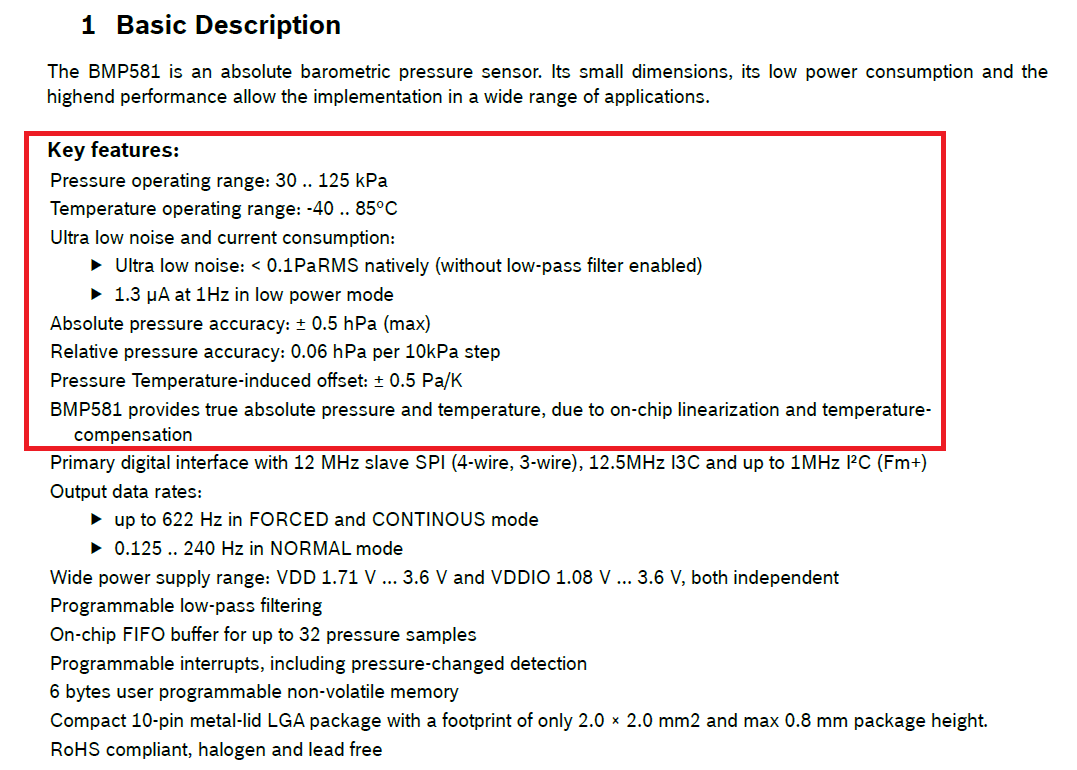 1 Basic Description
The BMP581 is an absolute barometric pressure sensor. Its small dimensions, its low power consumption and the
highend performance allow the implementation in a wide range of applications.
Key features:
Pressure operating range: 30 .. 125 kPa
Temperature operating range: -40 .. 85°C
Ultra low noise and current consumption:
► Ultra low noise: < 0.1PaRMS natively (without low-pass filter enabled)
► 1.3 µA at 1Hz in low power mode
Absolute pressure accuracy: ± 0.5 hPa (max)
Relative pressure accuracy: 0.06 hPa per 10kPa step
Pressure Temperature-induced offset: ± 0.5 Pa/K
BMP581 provides true absolute pressure and temperature, due to on-chip linearization and temperature-
compensation
Primary digital interface with 12 MHz slave SPI (4-wire, 3-wire), 12.5MHz I3C and up to 1MHz I²C (Fm+)
Output data rates:
► up to 622 Hz in FORCED and CONTINOUS mode
► 0.125 .. 240 Hz in NORMAL mode
Wide power supply range: VDD 1.71 V ... 3.6 V and VDDIO 1.08 V ... 3.6 V, both independent
Programmable low-pass filtering
On-chip FIFO buffer for up to 32 pressure samples
Programmable interrupts, including pressure-changed detection
6 bytes user programmable non-volatile memory
Compact 10-pin metal-lid LGA package with a footprint of only 2.0 × 2.0 mm2 and max 0.8 mm package height.
RoHS compliant, halogen and lead free